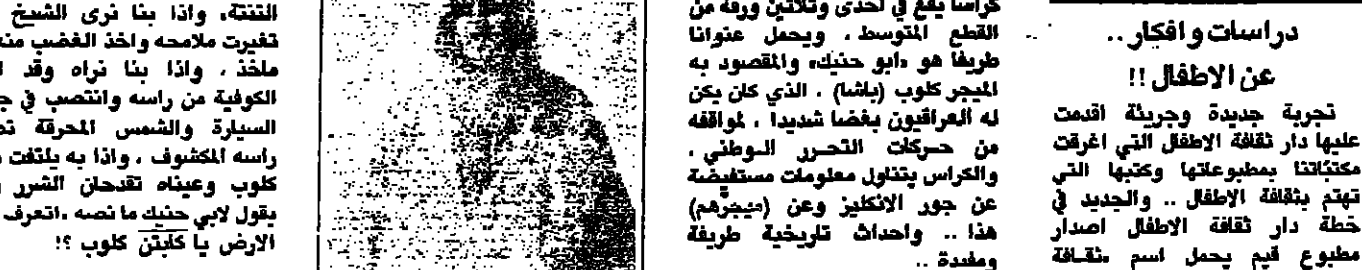 دراسات وافكار ..
عن الاطفال !!
تجربة جديدة وجريئة اقدمت
عليها دار ثقافة الاطفال التي اغرقت
مكتباتنا بمطبوعاتها وكتبها التي
تهتم بثقافة الاطفال .. والجديد في
خطة دار ثقافة الاطفال اصدار
مطبوع قيم يحمل اسم «ثقافة
كراسا يقع في احدى وثلاثين ورقة من
القطع المتوسط . ويحمل عنوانا
طريفا هو «ابو حنيك» والمقصود به
الميجر كلوب (باشا) . الذي كان يكن
له العراقيون بغضا شديدا . لمواقفه
من حركات التحرر الوطني .
والكراس يتناول معلومات مستفيضة
عن جور الانكليز وعن (ميجرهم)
هذا .. واحداث تاريخية طريفة
ومفيدة ..
التتنة، واذا بنا نرى الشيخ
تغيرت ملامحه واخذ الغضب منه
ماخذ . واذا بنا نراه وقد
الكوفية من راسه وانتصب في
السيارة والشمس المحرقة
راسه المكشوف . واذا به يلتفت
كلوب وعيناه تقدحان الشرر
يقول لابي حنيك ما نصه .اتعرف
الارض يا كابتن كلوب ؟!